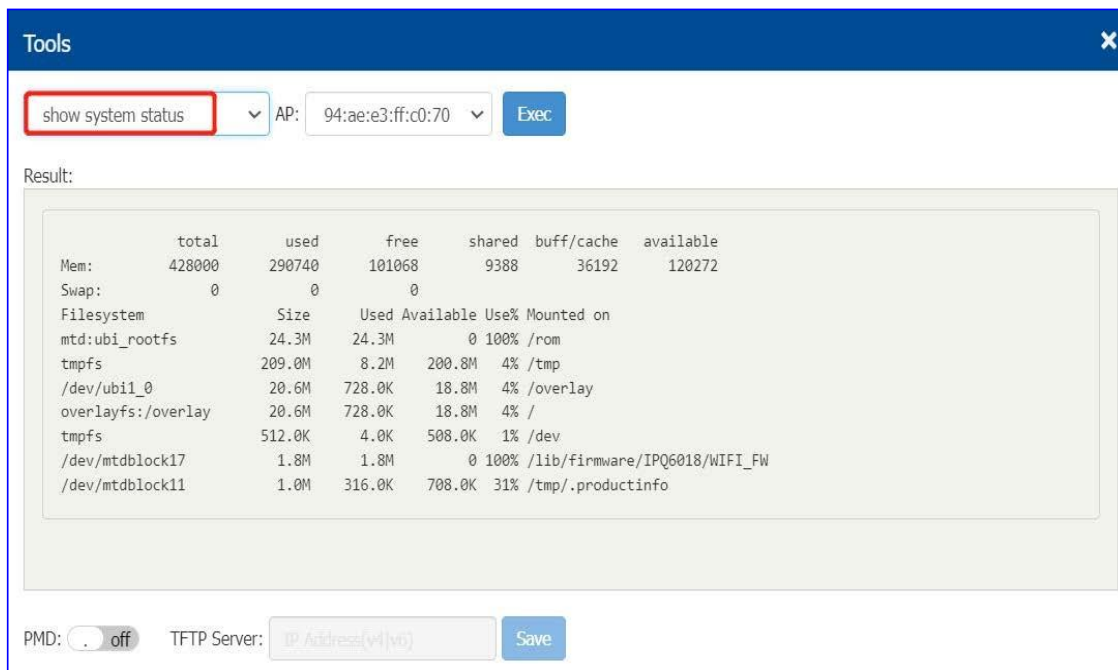 Tools ×
show system status AP: 94:ae:e3:ff:c0:70 Exec
Result:
total used free shared buff/cache available
Mem: 428000 290740 101068 9388 36192 120272
Swap: 0 0 0
Filesystem Size Used Available Use% Mounted on
mtd:ubi_rootfs 24.3M 24.3M 0 100% /rom
tmpfs 209.0M 8.2M 200.8M 4% /tmp
/dev/ubi1_0 20.6M 728.0K 18.8M 4% /overlay
overlayfs:/overlay 20.6M 728.0K 18.8M 4% /
tmpfs 512.0K 4.0K 508.0K 1% /dev
/dev/mtdblock17 1.8M 1.8M 0 100% /lib/firmware/IPQ6018/WIFI_FW
/dev/mtdblock11 1.0M 316.0K 708.0K 31% /tmp/.productinfo
PMD: . off TFTP Server: IP Address(v4|v6) Save